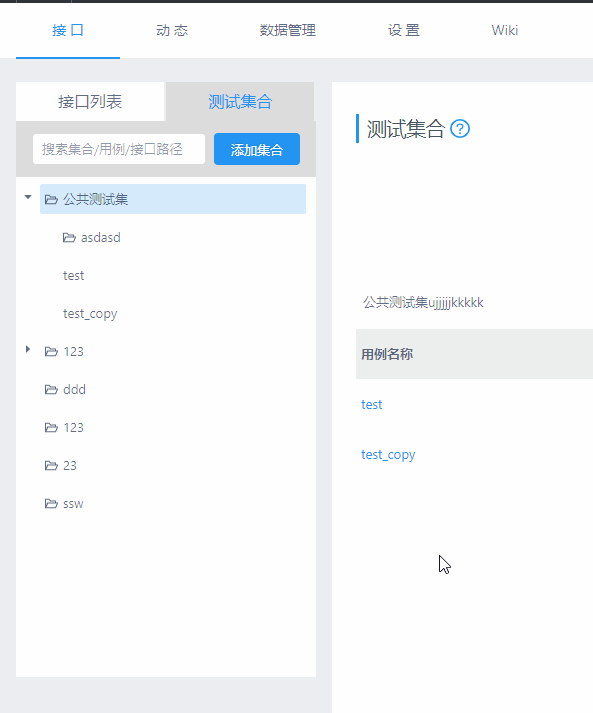 接 口 动 态 数据管理 设 置 Wiki
接口列表 测试集合
搜索集合/用例/接口路径 添加集合
公共测试集
asdasd
test
test_copy
123
ddd
123
23
ssw
测试集合
公共测试集ujjjjjkkkkk
用例名称
test
test_copy